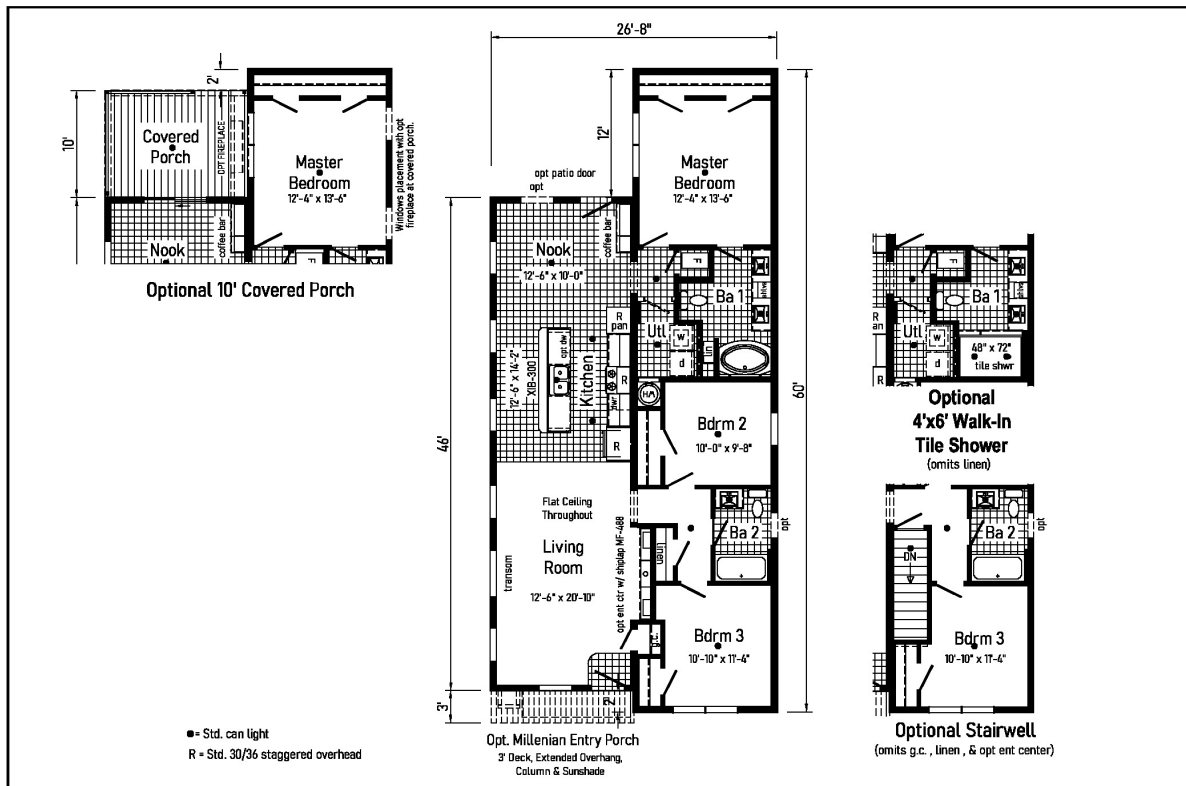 2'
10'
Covered
Porch
OPT FIREPLACE
Master
Bedroom
12'-4" x 13'-6"
Windows placement with opt
fireplace at covered porch.
Nook
coffee bar
F
Optional 10' Covered Porch
26'-8"
12'
Master
Bedroom
12'-4" x 13'-6"
opt patio door
opt
46'
60'
Nook
12'-6" x 10'-0"
coffee bar
F
Ba 1
shlvs
Utl
R
pan
w
d
lin
12'-6" x 14'-2"
XIB-300
opt dw
Kitchen
R
dwr
R
HW
Bdrm 2
10'-0" x 9'-8"
Flat Ceiling
Throughout
Living
Room
12'-6" x 20'-10"
transom
opt ent ctr w/ shiplap MF-488
linen
Ba 2
opt
g.c.
Bdrm 3
10'-10" x 11'-4"
3'
2'
Opt. Millenian Entry Porch
3' Deck, Extended Overhang,
Column & Sunshade
F
Ba 1
shlvs
R
pan
Utl
w
d
R
48" x 72"
tile shwr
Optional
4'x6' Walk-In
Tile Shower
(omits linen)
Ba 2
opt
DN
Bdrm 3
10'-10" x 11'-4"
Optional Stairwell
(omits g.c. , linen , & opt ent center)
= Std. can light
R = Std. 30/36 staggered overhead